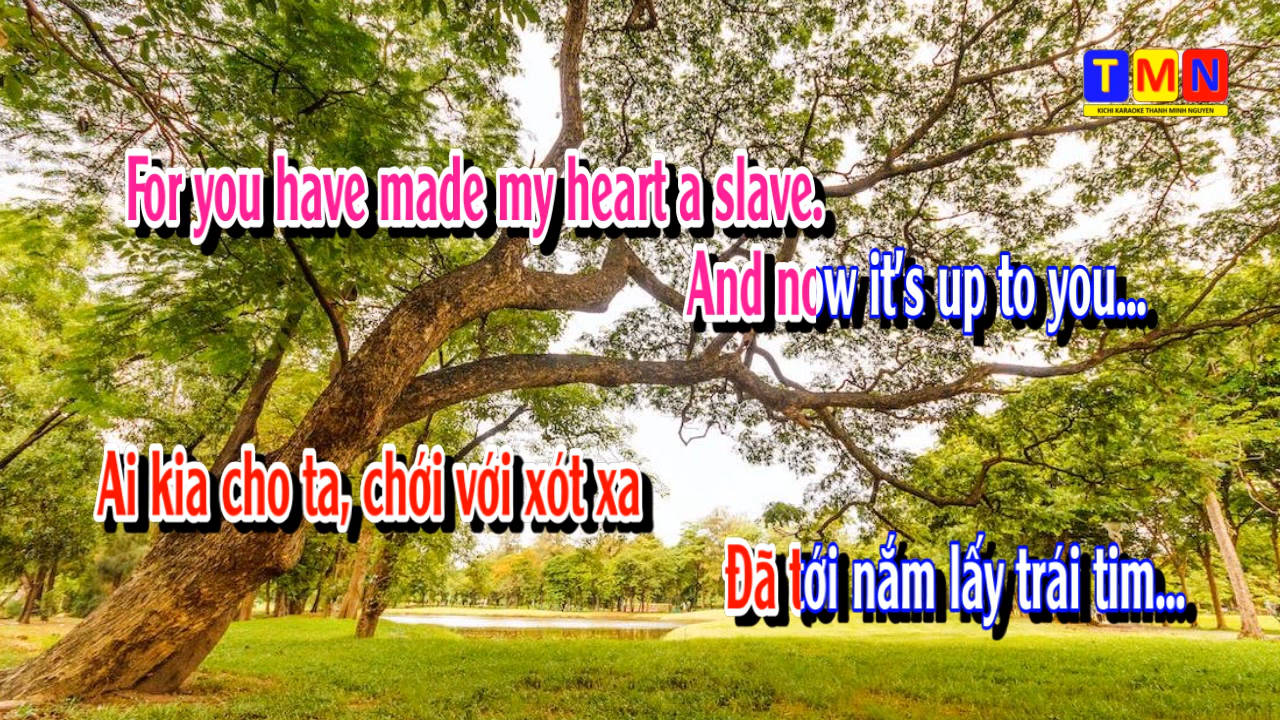 TMN
KICHI KARAOKE THANH MINH NGUYEN
For you have made my heart a slave.
And now it's up to you...
Ai kia cho ta, chới với xót xa
Đã tới nắm lấy trái tim...